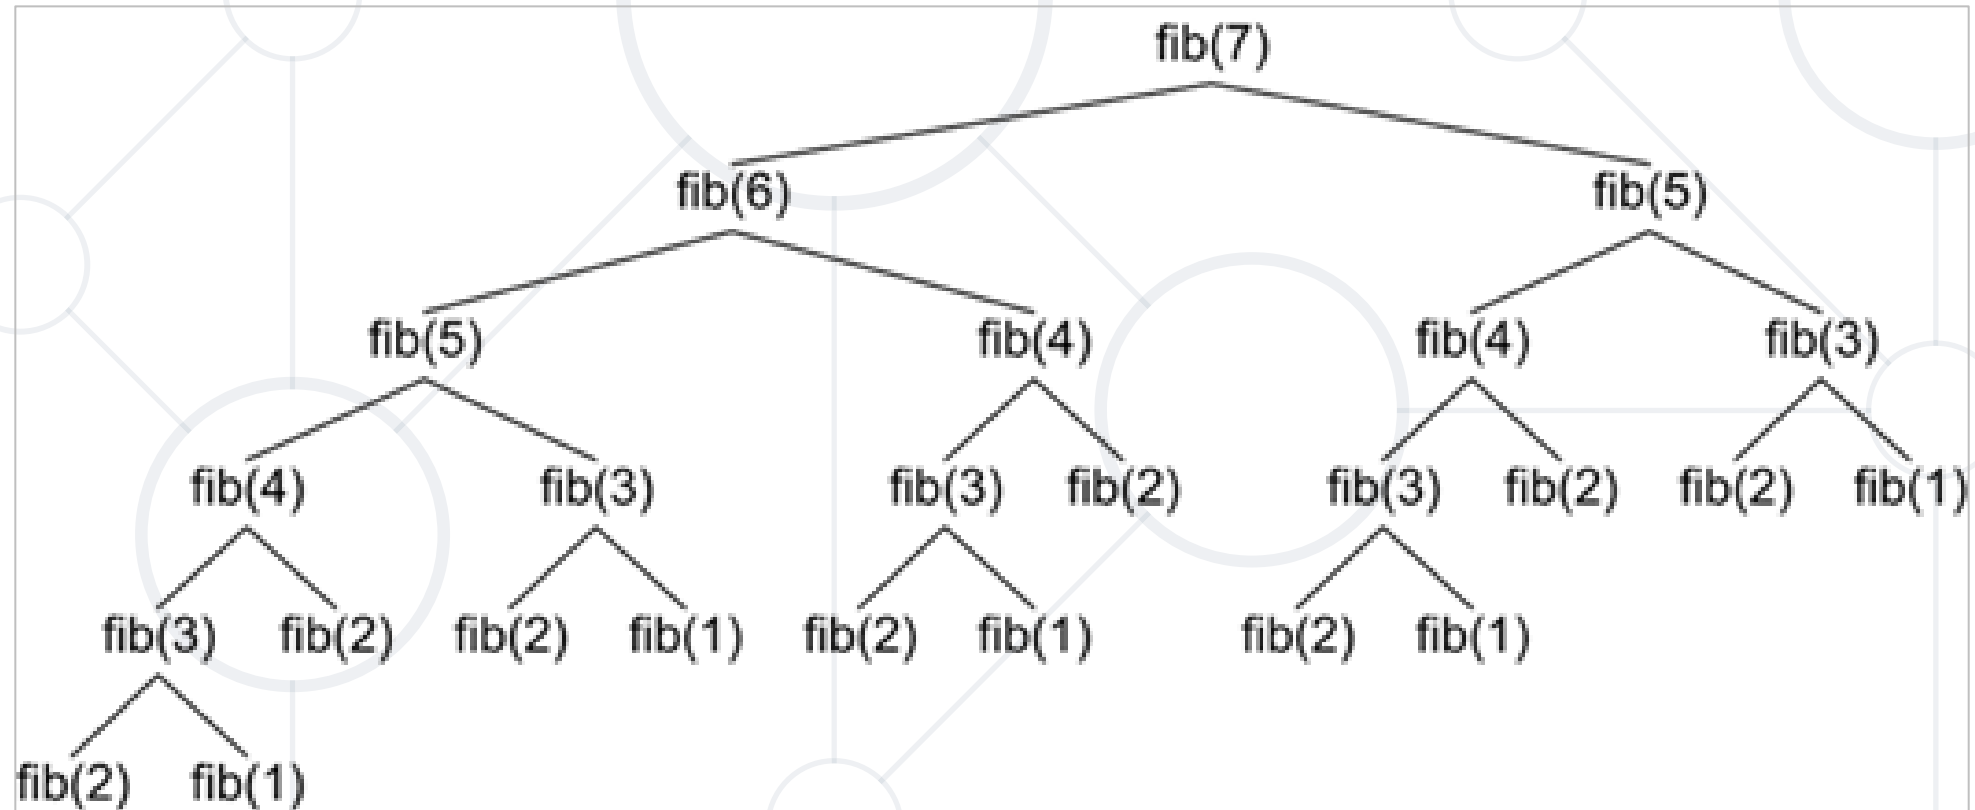 fib(7)
fib(6) fib(5)
fib(5) fib(4) fib(4) fib(3)
fib(4) fib(3) fib(3) fib(2) fib(3) fib(2) fib(2) fib(1)
fib(3) fib(2) fib(2) fib(1) fib(2) fib(1) fib(2) fib(1)
fib(2) fib(1)